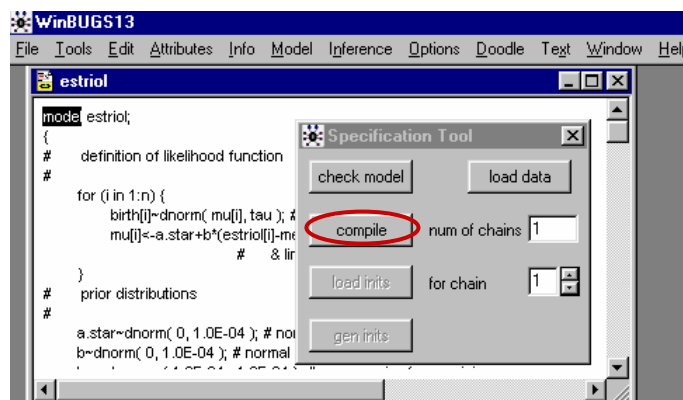 WinBUGS13
File Tools Edit Attributes Info Model Inference Options Doodle Text Window Help
estriol
model estriol;
{
# definition of likelihood function
#
for (i in 1:n) {
birth[i]~dnorm( mu[i], tau ); #
mu[i]<-a.star+b*(estriol[i]-me
# & lin
}
# prior distributions
#
a.star~dnorm( 0, 1.0E-04 ); # nor
b~dnorm( 0, 1.0E-04 ); # normal
Specification Tool
check model load data
compile num of chains 1
load inits for chain 1
gen inits